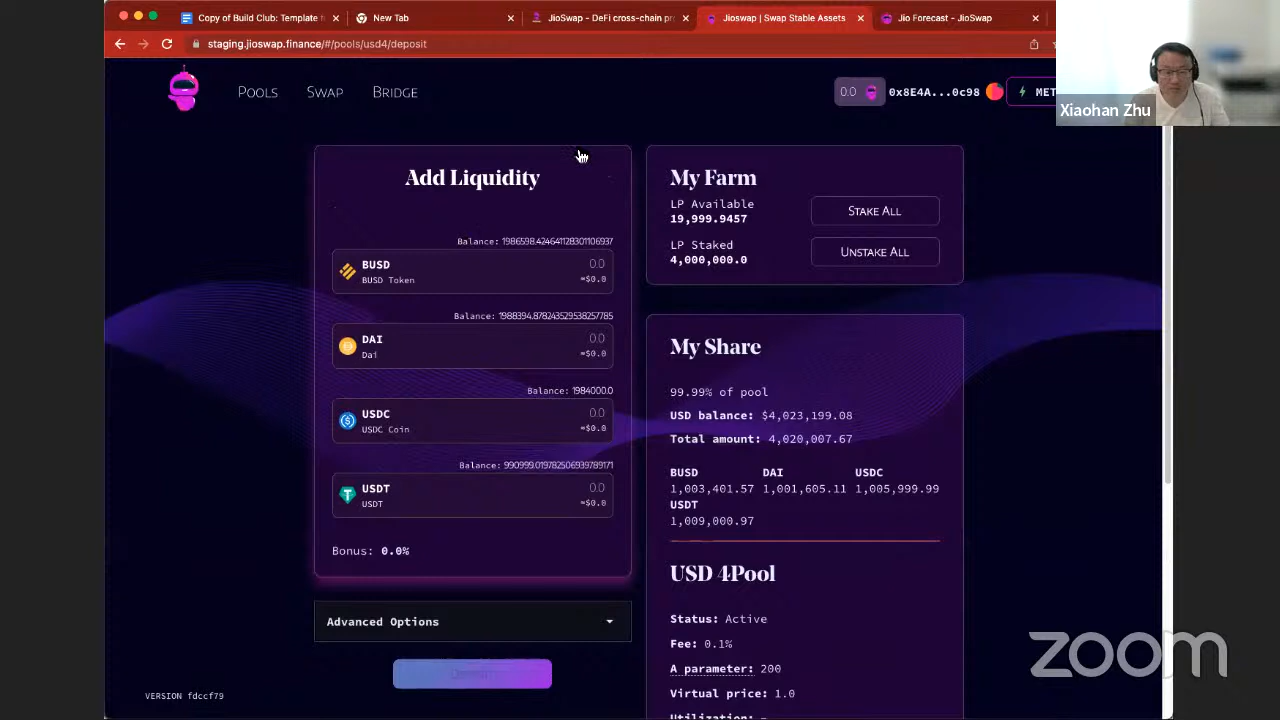 Copy of Build Club: Template f
New Tab
JioSwap - DeFi cross-chain pr
Jioswap | Swap Stable Assets
Jio Forecast - JioSwap
staging.jioswap.finance/#/pools/usd4/deposit
POOLS
SWAP
BRIDGE
0.0
0x8E4A...0c98
MET
Xiaohan Zhu
Add Liquidity
Balance: 1986598.424641128301106937
BUSD
0.0
BUSD Token
≈$0.0
Balance: 1988394.878243529538257785
DAI
0.0
Dai
≈$0.0
Balance: 1984000.0
USDC
0.0
USDC Coin
≈$0.0
Balance: 990999.019782506939789171
USDT
0.0
USDT
≈$0.0
Bonus: 0.0%
Advanced Options
VERSION fdccf79
My Farm
LP Available
19,999.9457
STAKE ALL
LP Staked
4,000,000.0
UNSTAKE ALL
My Share
99.99% of pool
USD balance: $4,023,199.08
Total amount: 4,020,007.67
BUSD DAI USDC
1,003,401.57 1,001,605.11 1,005,999.99
USDT
1,009,000.97
USD 4Pool
Status: Active
Fee: 0.1%
A parameter: 200
Virtual price: 1.0
Utilization: –
zoom